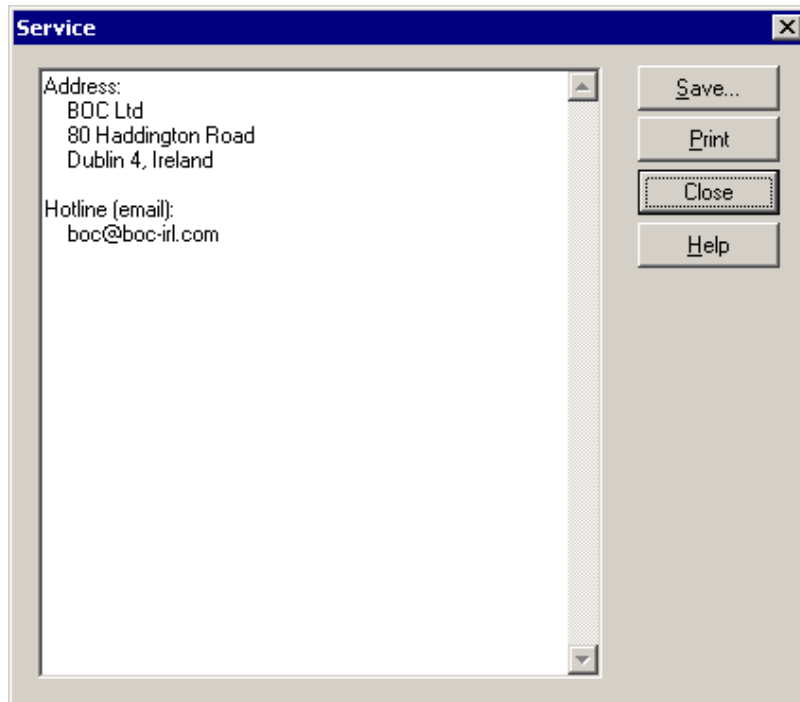 Service
Address:
BOC Ltd
80 Haddington Road
Dublin 4, Ireland
Hotline (email):
boc@boc-irl.com
Save...
Print
Close
Help